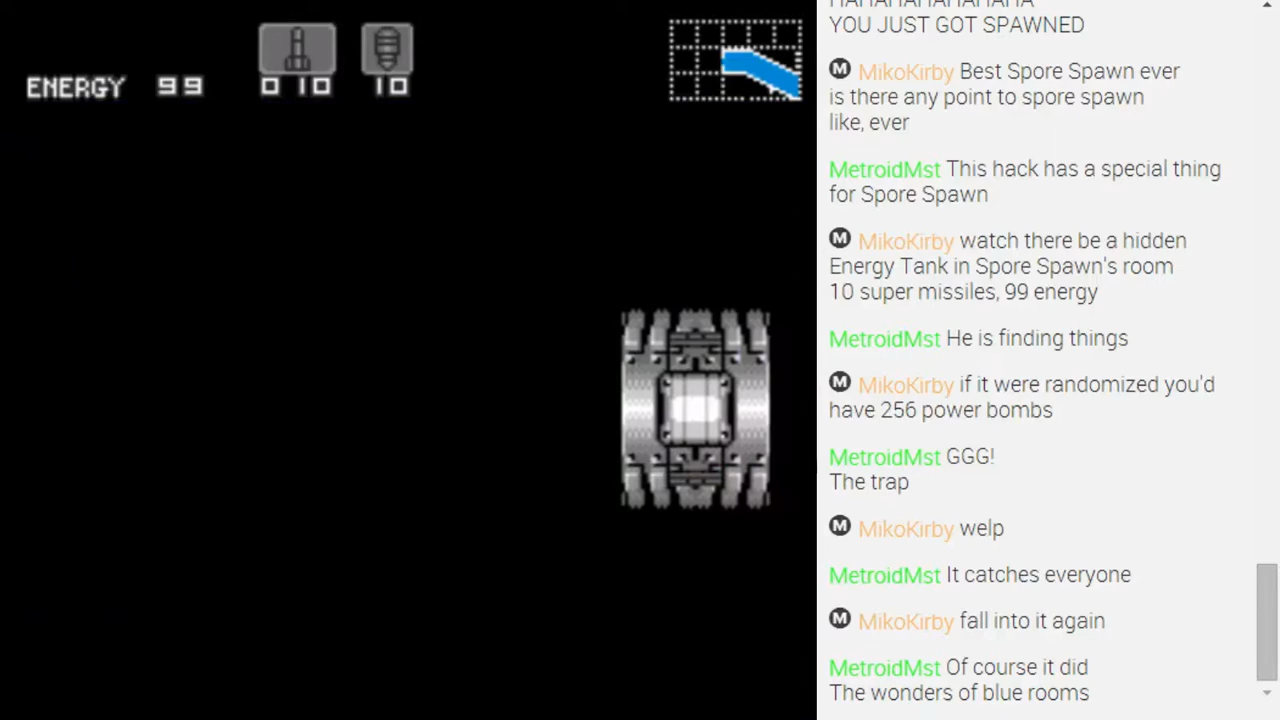 ENERGY 99 010 10
HAHAHAHAHAHAHA
YOU JUST GOT SPAWNED
M MikoKirby Best Spore Spawn ever
is there any point to spore spawn
like, ever
MetroidMst This hack has a special thing
for Spore Spawn
M MikoKirby watch there be a hidden
Energy Tank in Spore Spawn's room
10 super missiles, 99 energy
MetroidMst He is finding things
M MikoKirby if it were randomized you'd
have 256 power bombs
MetroidMst GGG!
The trap
M MikoKirby welp
MetroidMst It catches everyone
M MikoKirby fall into it again
MetroidMst Of course it did
The wonders of blue rooms